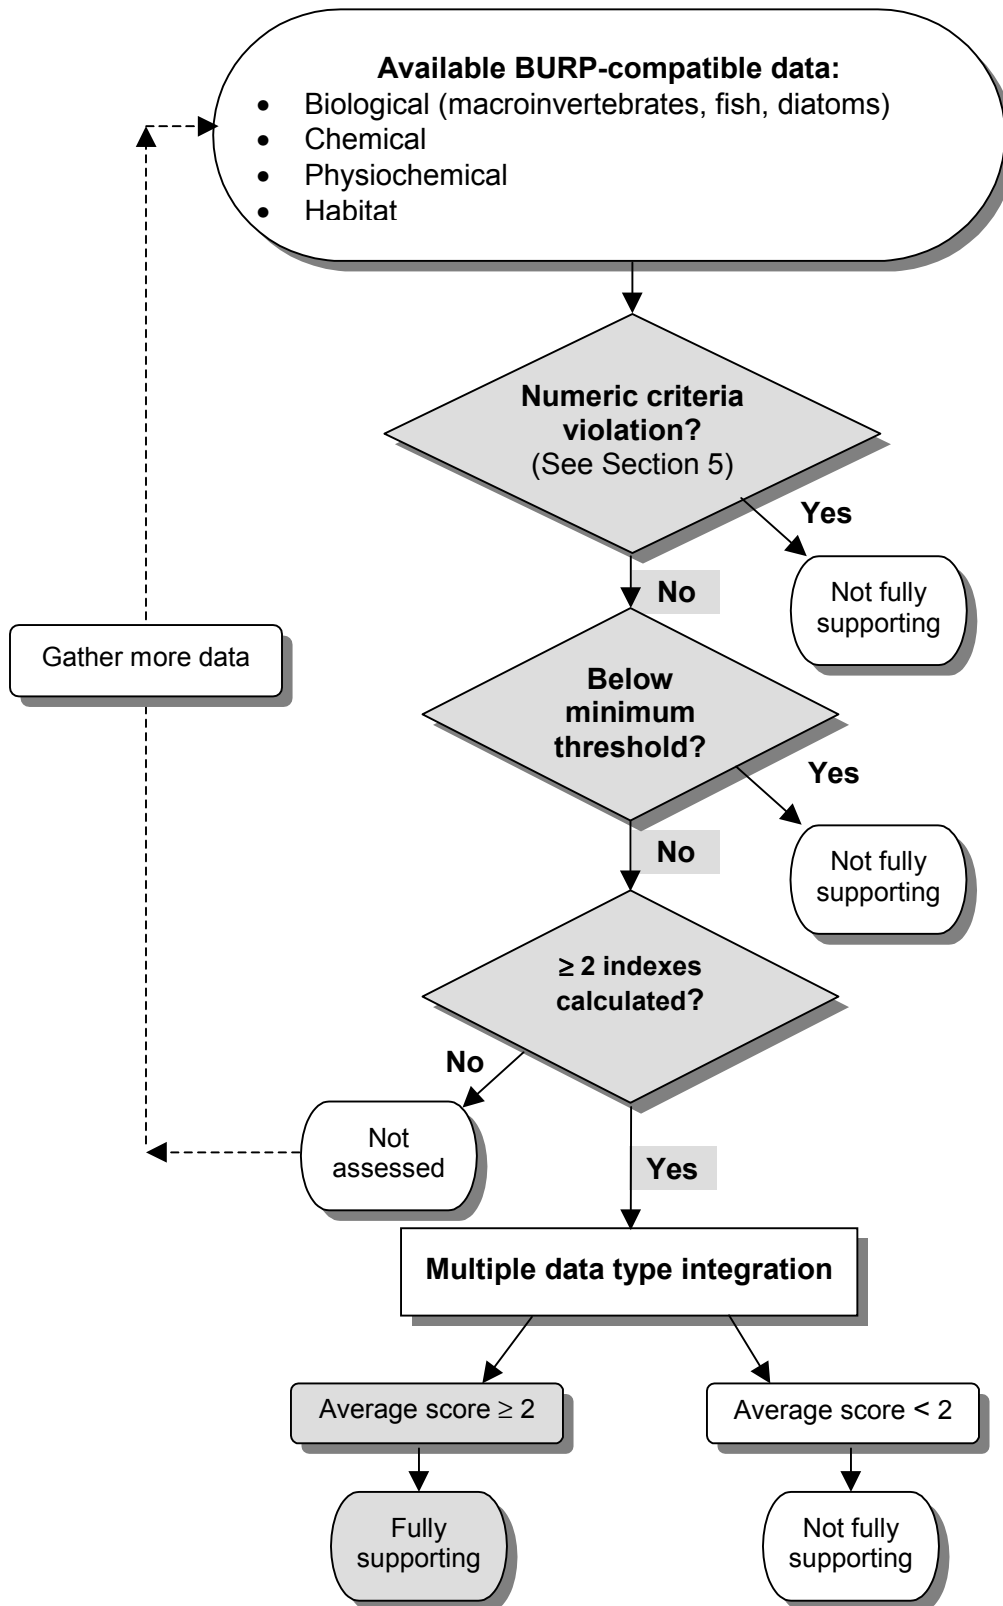 Available BURP-compatible data:
• Biological (macroinvertebrates, fish, diatoms)
• Chemical
• Physiochemical
• Habitat
Numeric criteria
violation?
(See Section 5)
Yes
Not fully
supporting
No
Gather more data
Below
minimum
threshold?
Yes
Not fully
supporting
No
≥ 2 indexes
calculated?
No
Not
assessed
Yes
Multiple data type integration
Average score ≥ 2
Average score < 2
Fully
supporting
Not fully
supporting